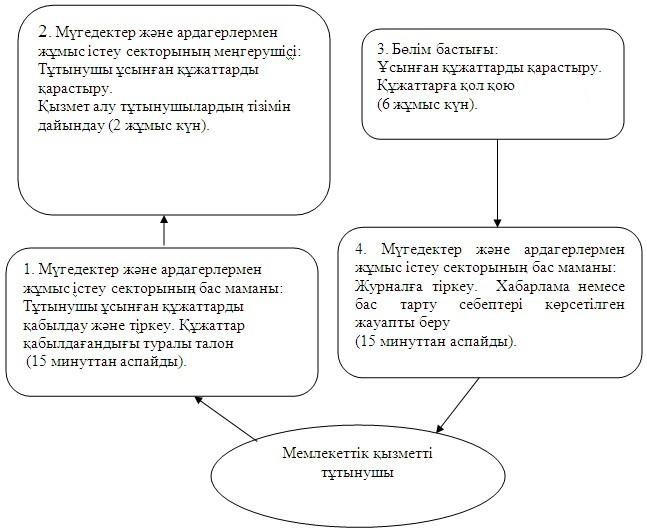 2. Мүгедектер және ардагерлермен
жұмыс істеу секторының меңгерушісі:
Тұтынушы ұсынған құжаттарды
қарастыру.
Қызмет алу тұтынушылардың тізімін
дайындау (2 жұмыс күн).
3. Бөлім бастығы:
Ұсынған құжаттарды қарастыру.
Құжаттарға қол қою
(6 жұмыс күн).
1. Мүгедектер және ардагерлермен
жұмыс істеу секторының бас маманы:
Тұтынушы ұсынған құжаттарды
қабылдау және тіркеу. Құжаттар
қабылдағандығы туралы талон
(15 минуттан аспайды).
4. Мүгедектер және ардагерлермен
жұмыс істеу секторының бас маманы:
Журналға тіркеу. Хабарлама немесе
бас тарту себептері көрсетілген
жауапты беру
(15 минуттан аспайды).
Мемлекеттік қызметті
тұтынушы